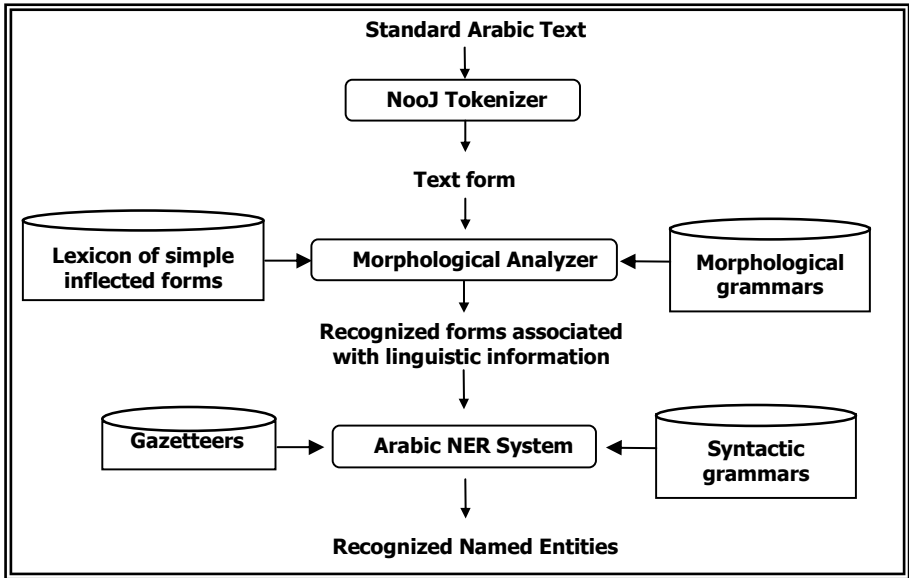 Standard Arabic Text
NooJ Tokenizer
Text form
Lexicon of simple
inflected forms
Morphological Analyzer
Morphological
grammars
Recognized forms associated
with linguistic information
Gazetteers
Arabic NER System
Syntactic
grammars
Recognized Named Entities